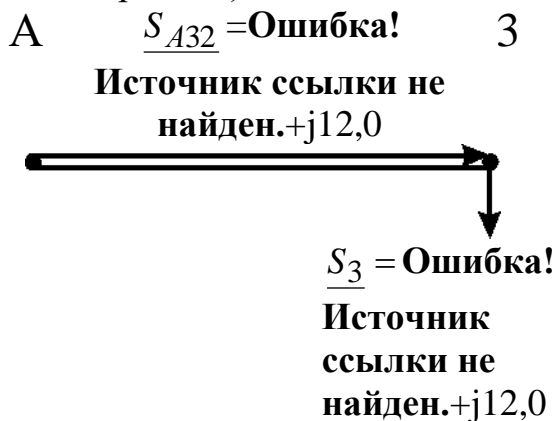 A S_A32 =Ошибка! 3
Источник ссылки не
найден.+j12,0
S_3 = Ошибка!
Источник
ссылки не
найден.+j12,0